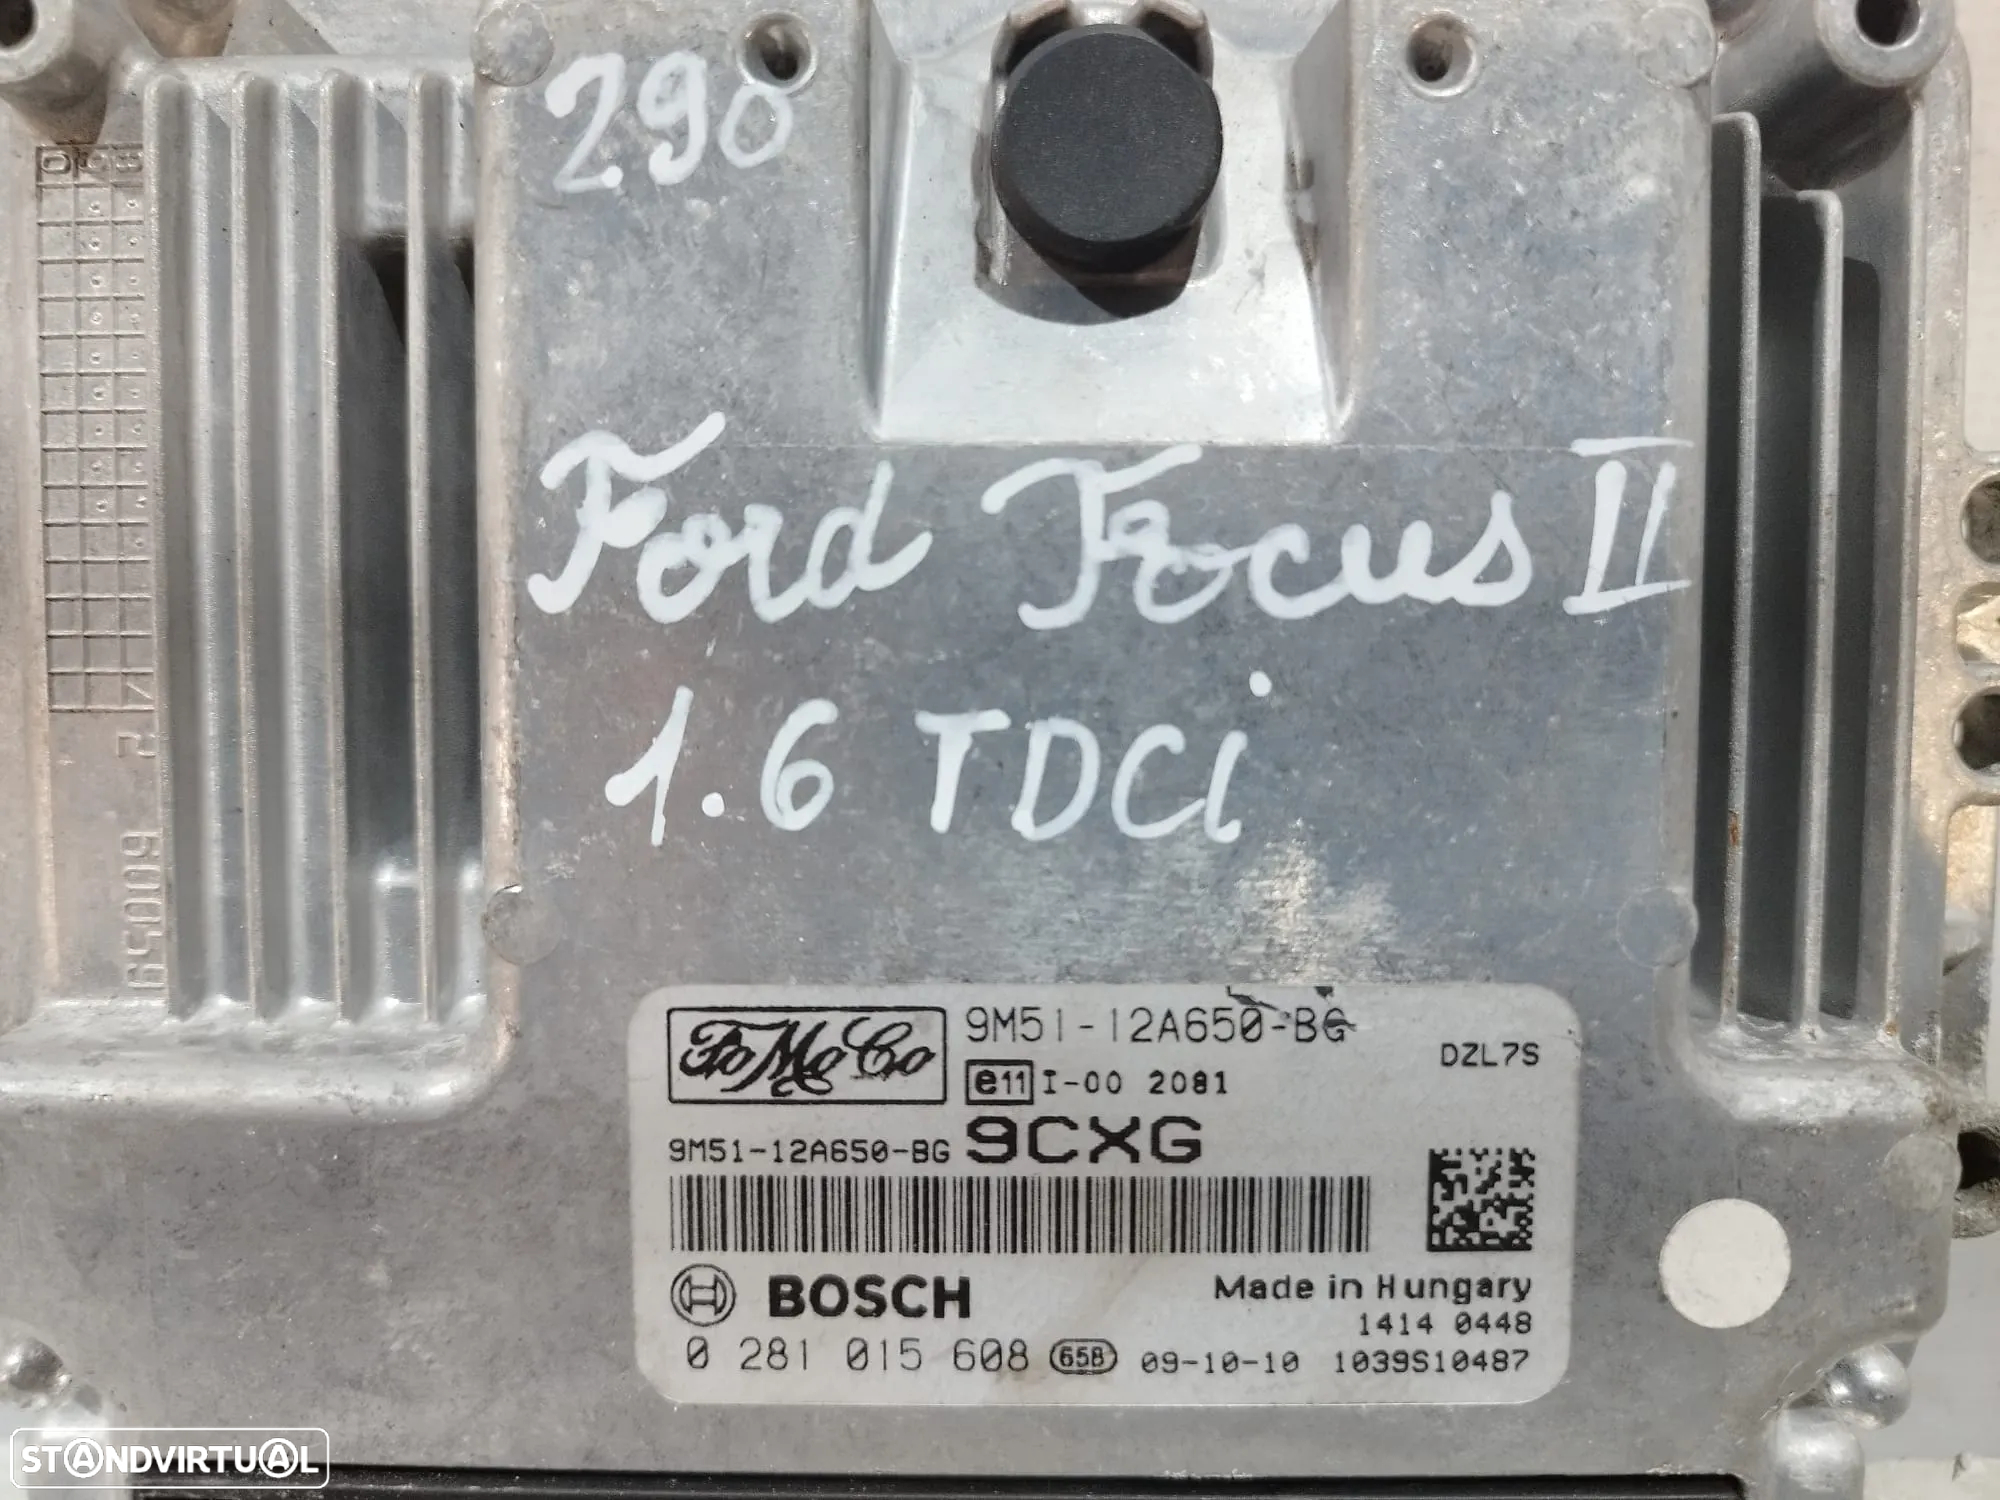 290
Ford Focus II
1.6 TDCi
FoMoCo
9M51-12A650-BG
DZL7S
e11 I-00 2081
9M51-12A650-BG 9CXG
BOSCH
Made in Hungary
1414 0448
0 281 015 608 658 09-10-10 1039S10487
STANDVIRTUAL